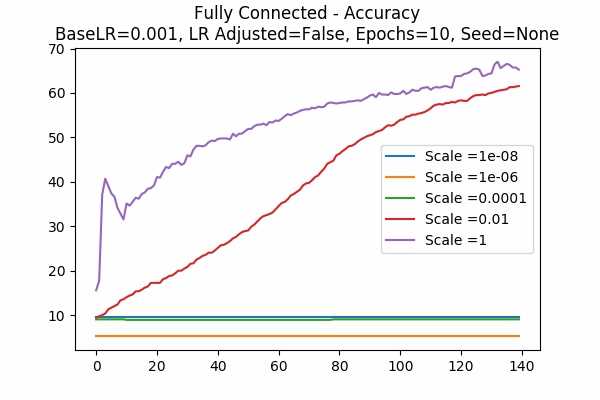 Fully Connected - Accuracy
BaseLR=0.001, LR Adjusted=False, Epochs=10, Seed=None
70
60
50
40
30
20
10
Scale =1e-08
Scale =1e-06
Scale =0.0001
Scale =0.01
Scale =1
0 20 40 60 80 100 120 140